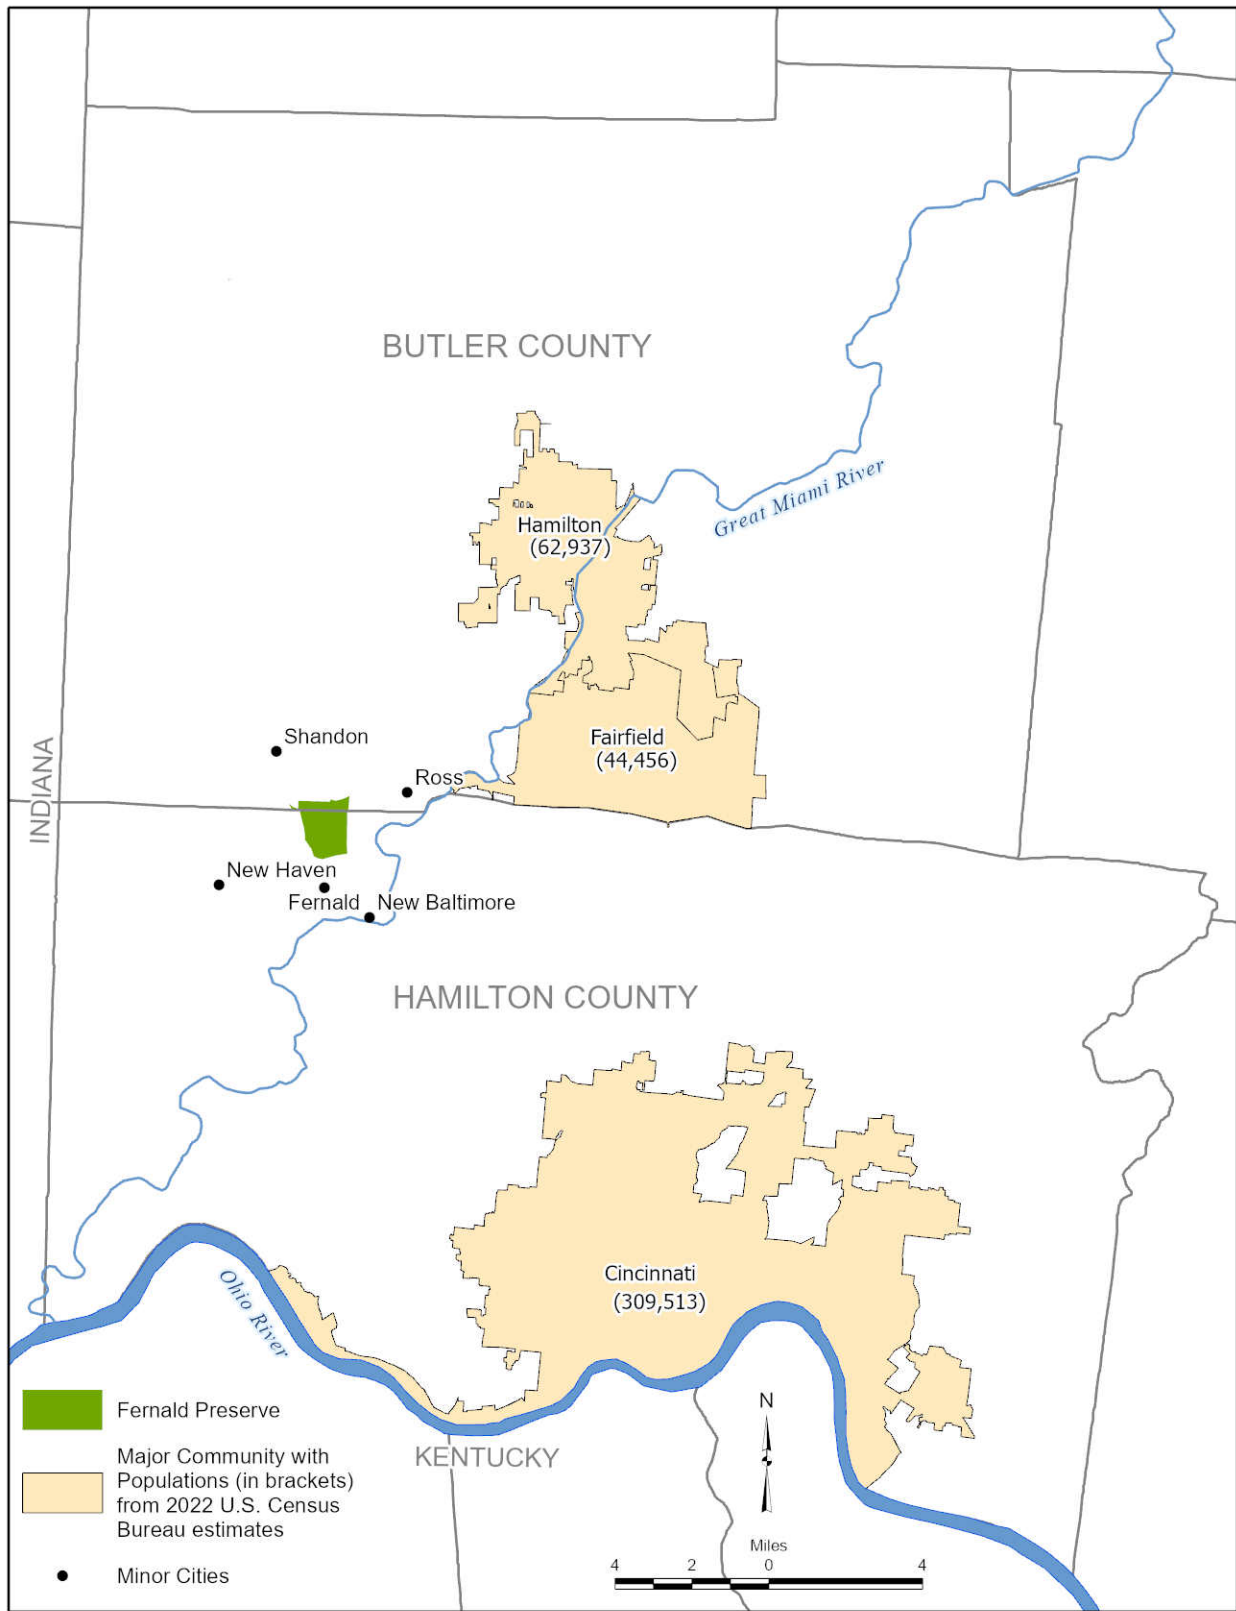 BUTLER COUNTY
Great Miami River
Hamilton
(62,937)
Fairfield
(44,456)
Shandon
Ross
INDIANA
New Haven
Fernald
New Baltimore
HAMILTON COUNTY
Cincinnati
(309,513)
Ohio River
KENTUCKY
Fernald Preserve
Major Community with
Populations (in brackets)
from 2022 U.S. Census
Bureau estimates
Minor Cities
N
Miles
4 2 0 4